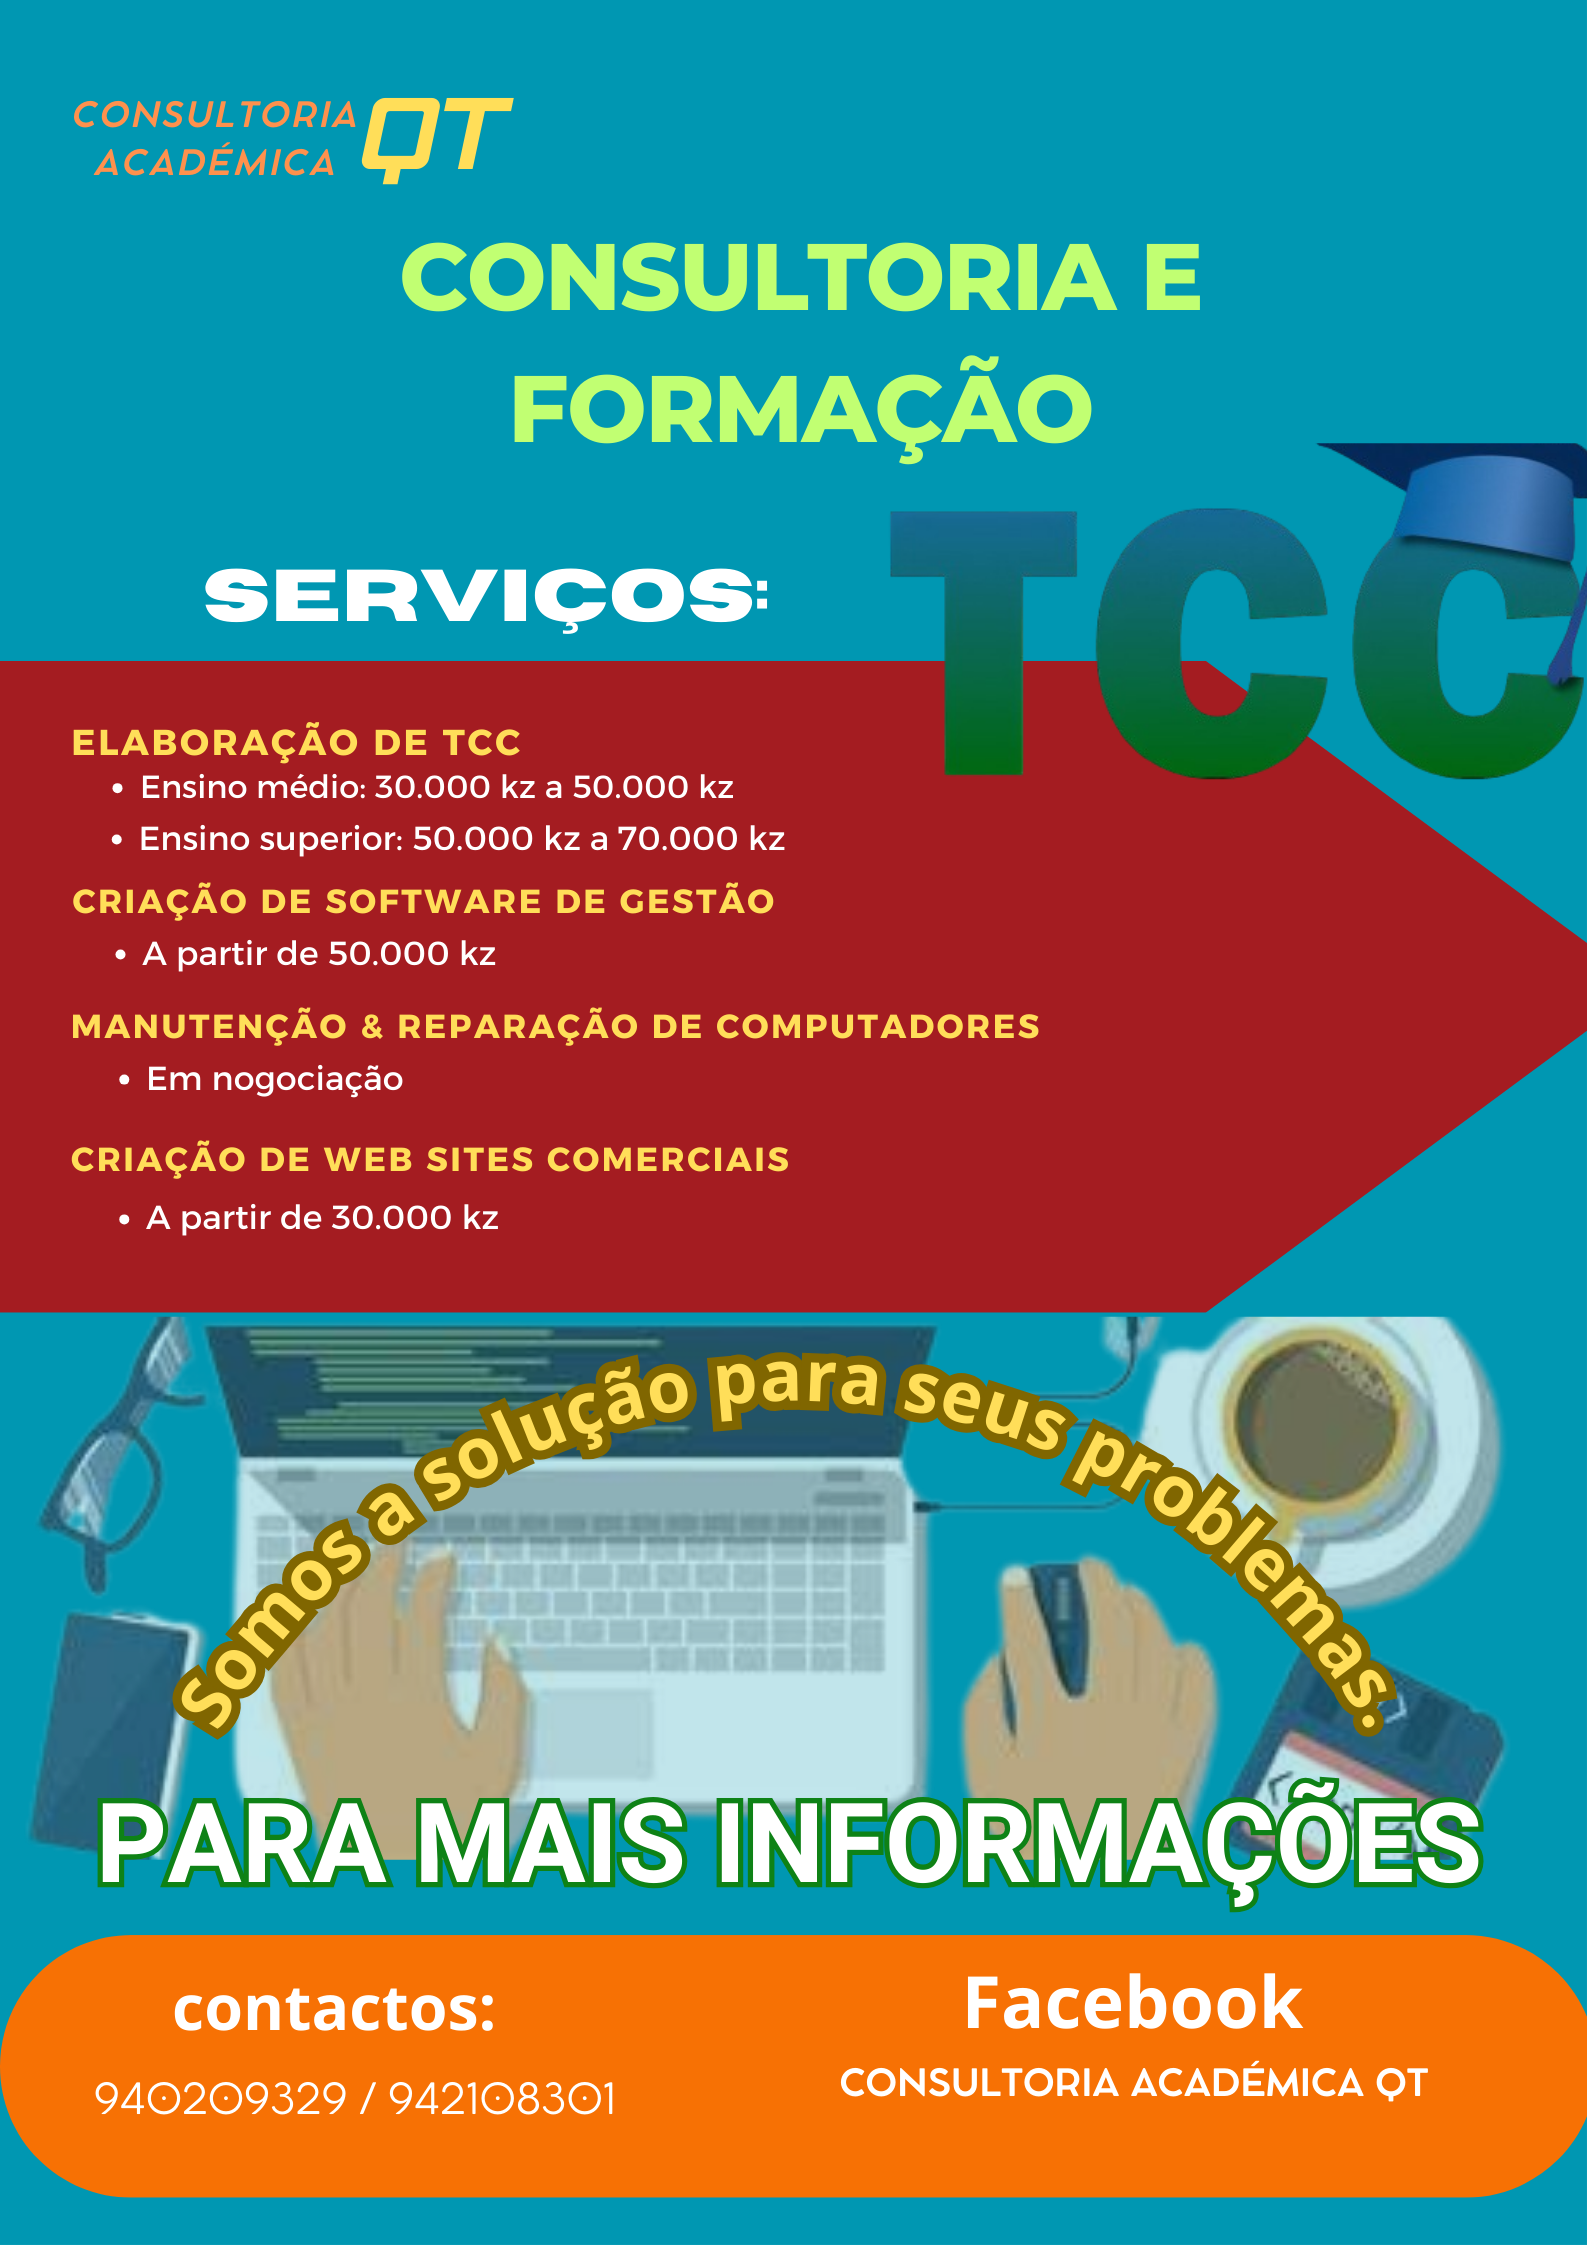 CONSULTORIA
ACADÉMICA
QT
CONSULTORIA E
FORMAÇÃO
TCC
SERVIÇOS:
ELABORAÇÃO DE TCC
• Ensino médio: 30.000 kz a 50.000 kz
• Ensino superior: 50.000 kz a 70.000 kz
CRIAÇÃO DE SOFTWARE DE GESTÃO
• A partir de 50.000 kz
MANUTENÇÃO & REPARAÇÃO DE COMPUTADORES
• Em nogociação
CRIAÇÃO DE WEB SITES COMERCIAIS
• A partir de 30.000 kz
Somos a solução para seus problemas.
PARA MAIS INFORMAÇÕES
contactos:
940209329 / 942108301
Facebook
CONSULTORIA ACADÉMICA QT